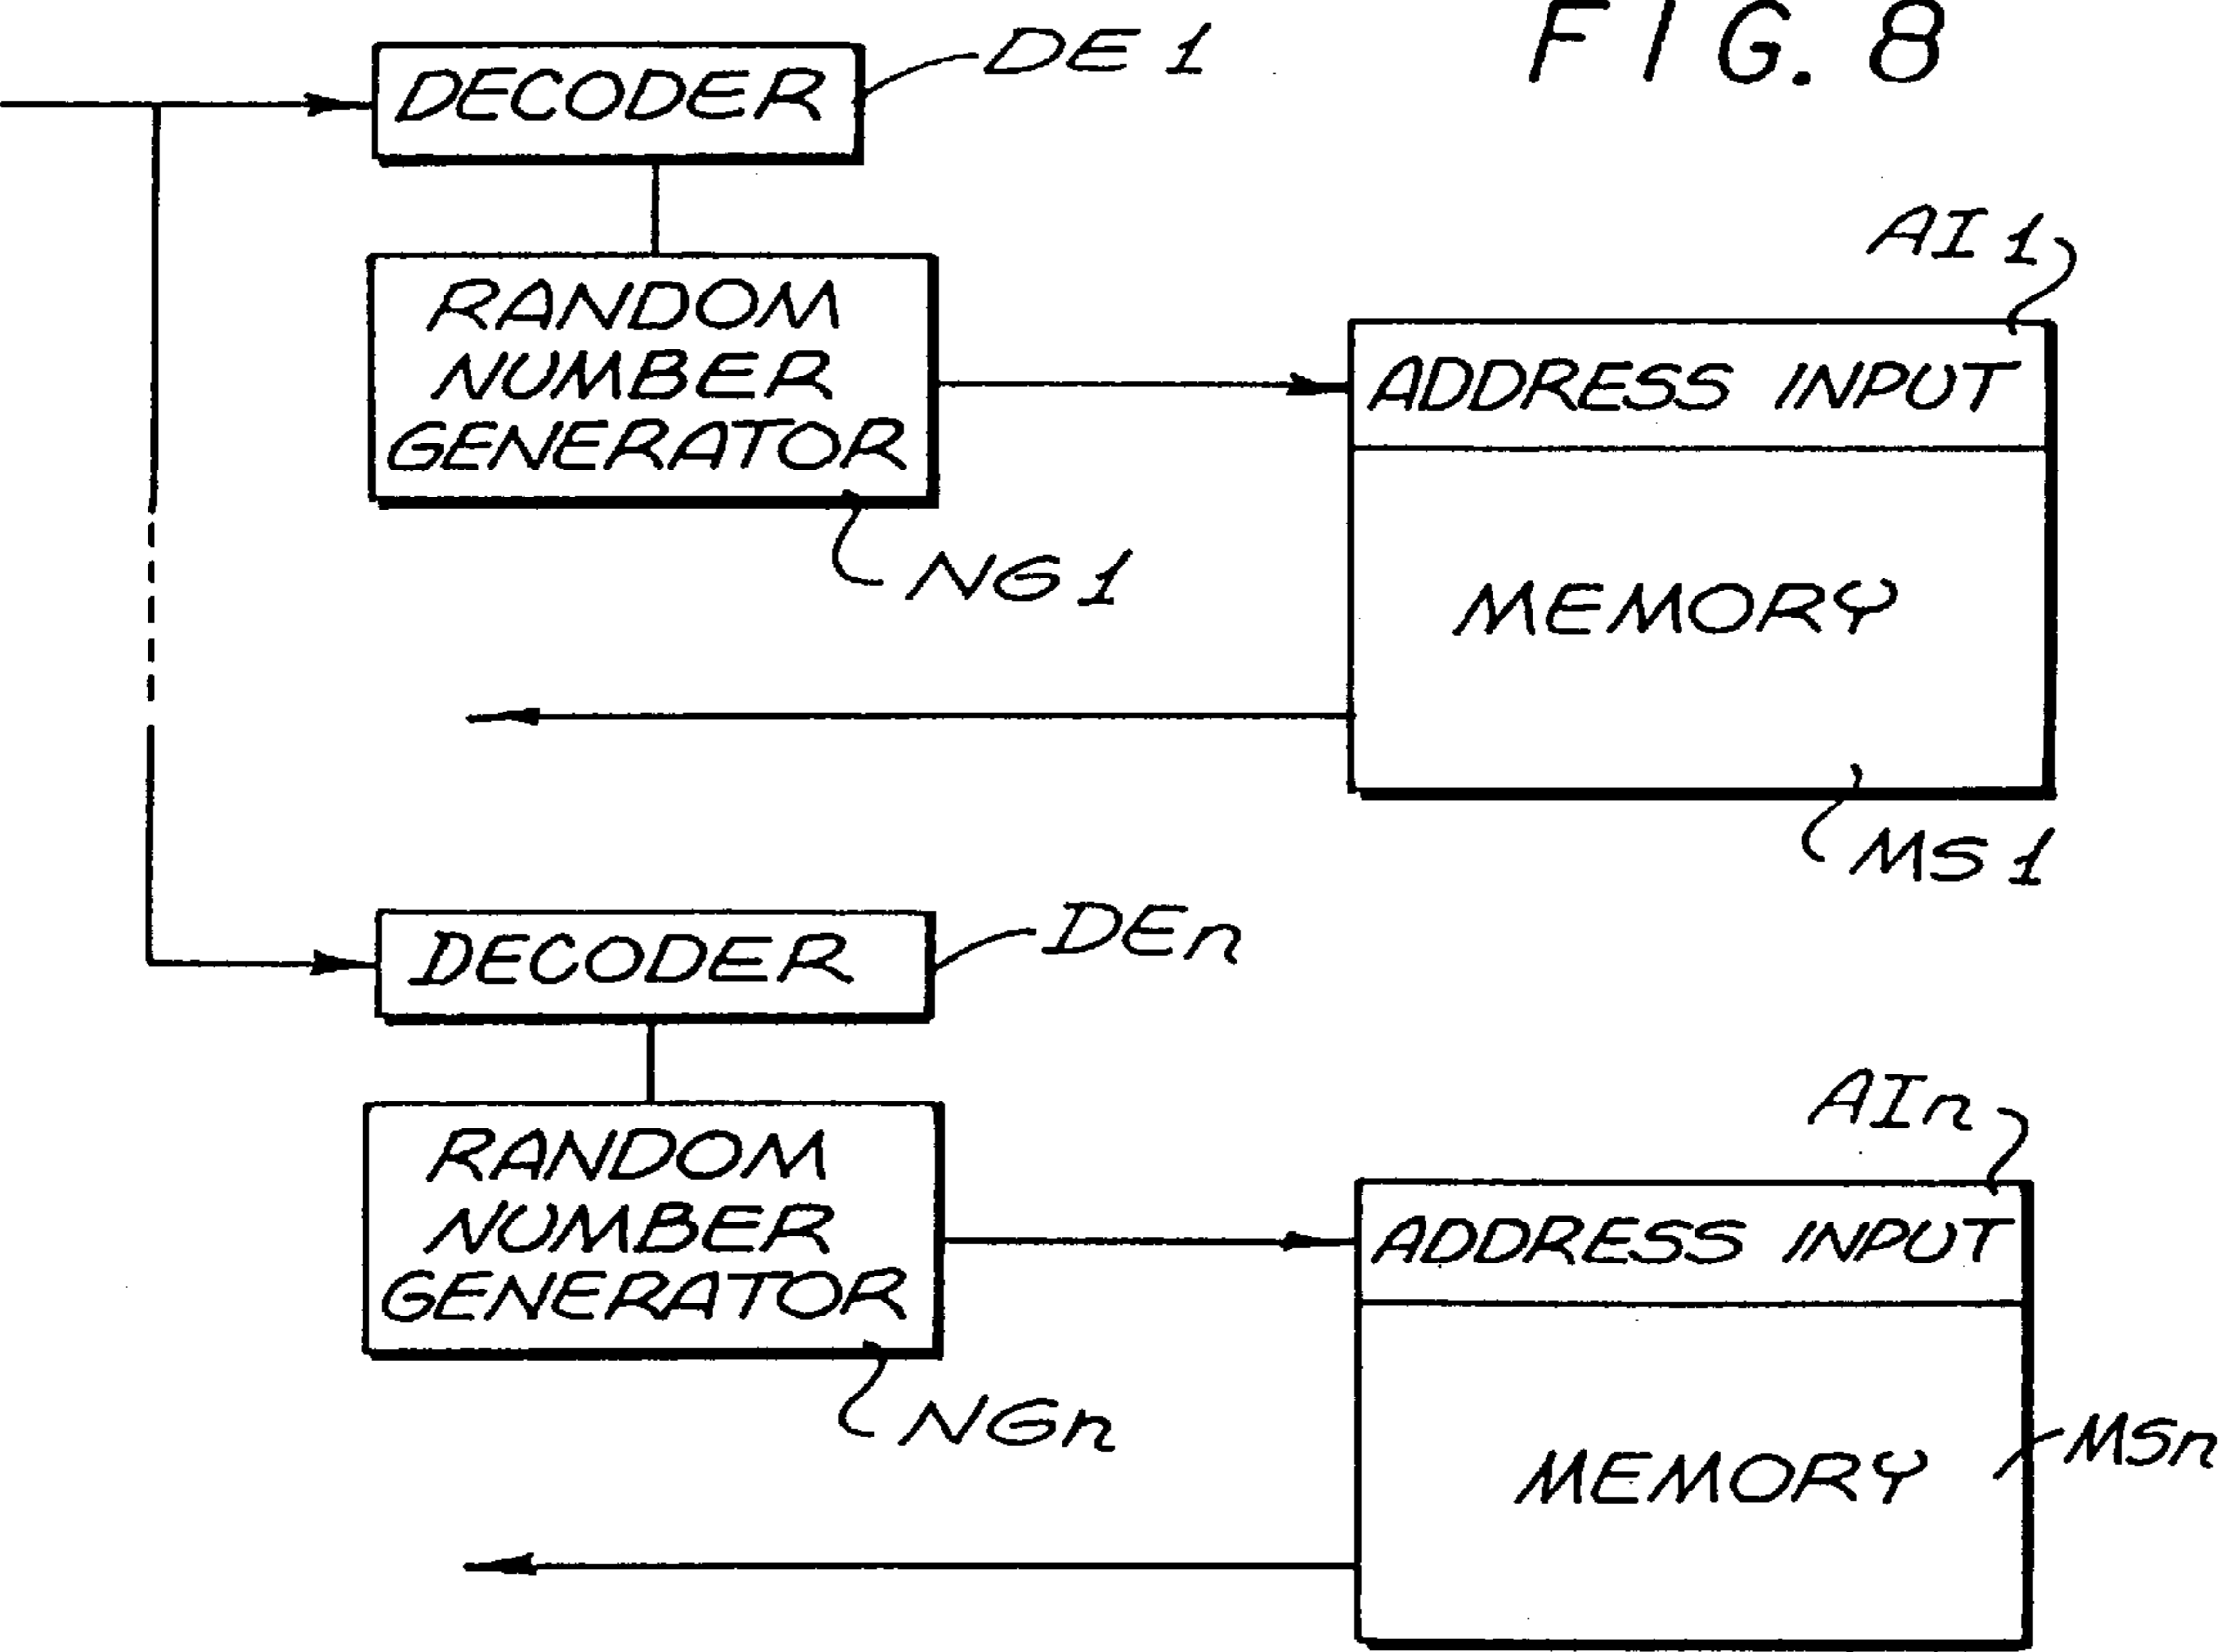 FIG. 8
DECODER
DE 1
RANDOM
NUMBER
GENERATOR
NG 1
AI 1
ADDRESS INPUT
MEMORY
MS 1
DECODER
DEn
RANDOM
NUMBER
GENERATOR
NGn
AIn
ADDRESS INPUT
MEMORY
MSn